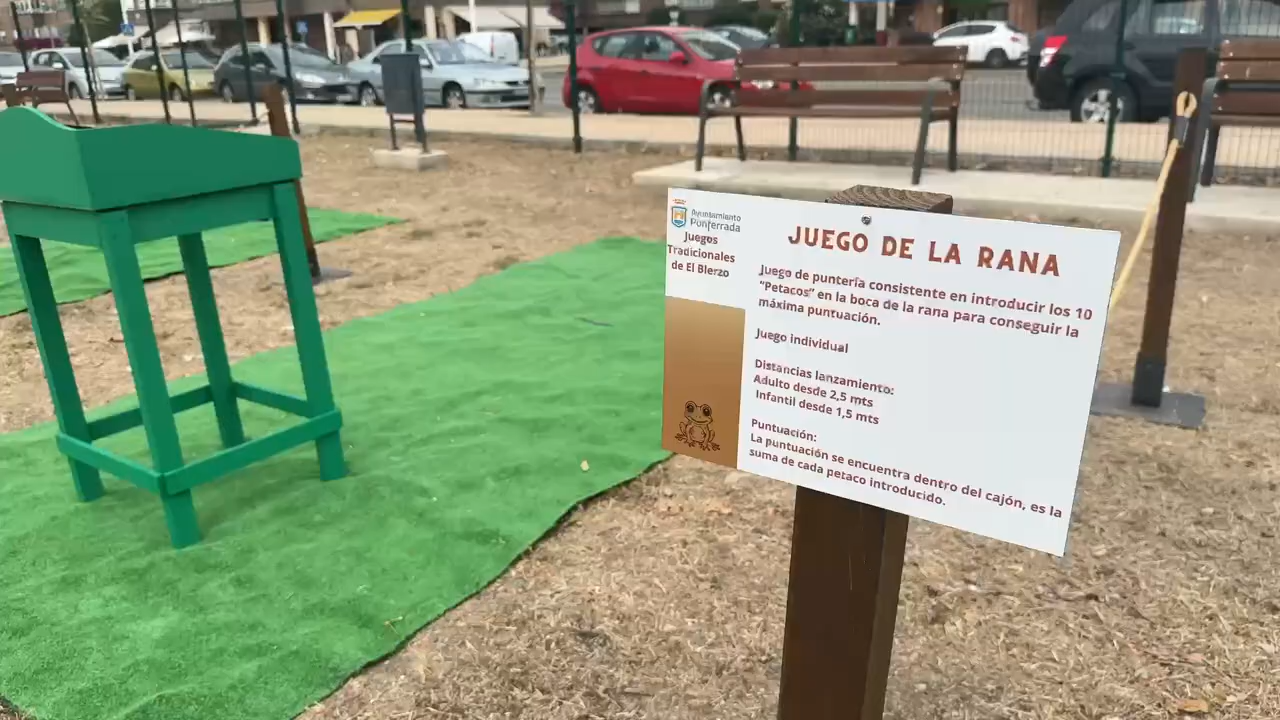 Ayuntamiento
Ponferrada
Juegos
Tradicionales
de El Bierzo
JUEGO DE LA RANA
Juego de puntería consistente en introducir los 10
"Petacos" en la boca de la rana para conseguir la
máxima puntuación.
Juego individual
Distancias lanzamiento:
Adulto desde 2,5 mts
Infantil desde 1,5 mts
Puntuación:
La puntuación se encuentra dentro del cajón, es la
suma de cada petaco introducido.